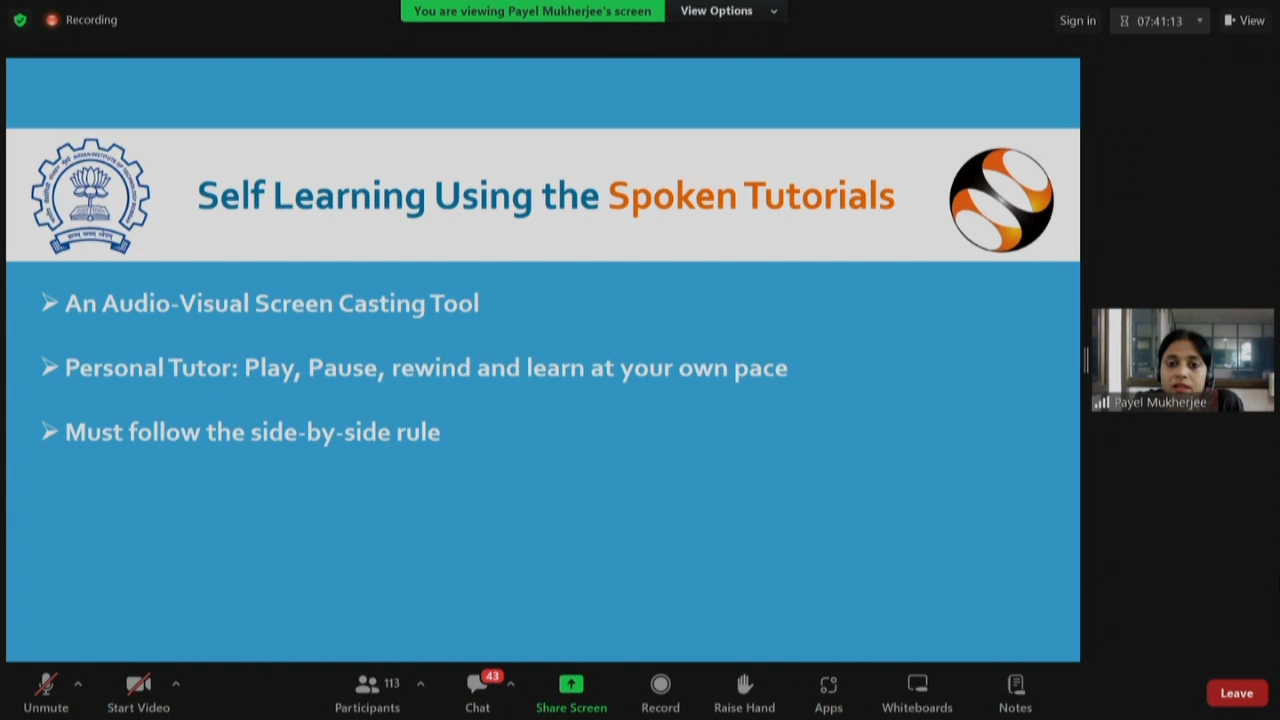 Recording
You are viewing Payel Mukherjee's screen
View Options
Sign in
07:41:13
View
Self Learning Using the Spoken Tutorials
An Audio-Visual Screen Casting Tool
Personal Tutor: Play, Pause, rewind and learn at your own pace
Must follow the side-by-side rule
Payel Mukherjee
Unmute
Start Video
113
Participants
43
Chat
Share Screen
Record
Raise Hand
Apps
Whiteboards
Notes
Leave